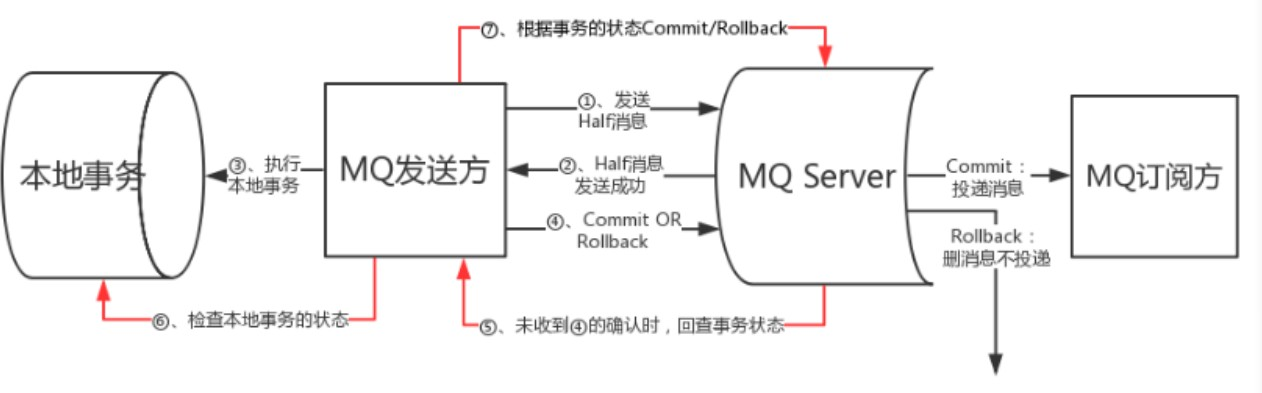 ⑦、根据事务的状态Commit/Rollback
①、发送
Half消息
本地事务
③、执行
本地事务
MQ发送方
②、Half消息
发送成功
MQ Server
Commit：
投递消息
MQ订阅方
④、Commit OR
Rollback
Rollback：
删消息不投递
⑥、检查本地事务的状态
⑤、未收到④的确认时，回查事务状态